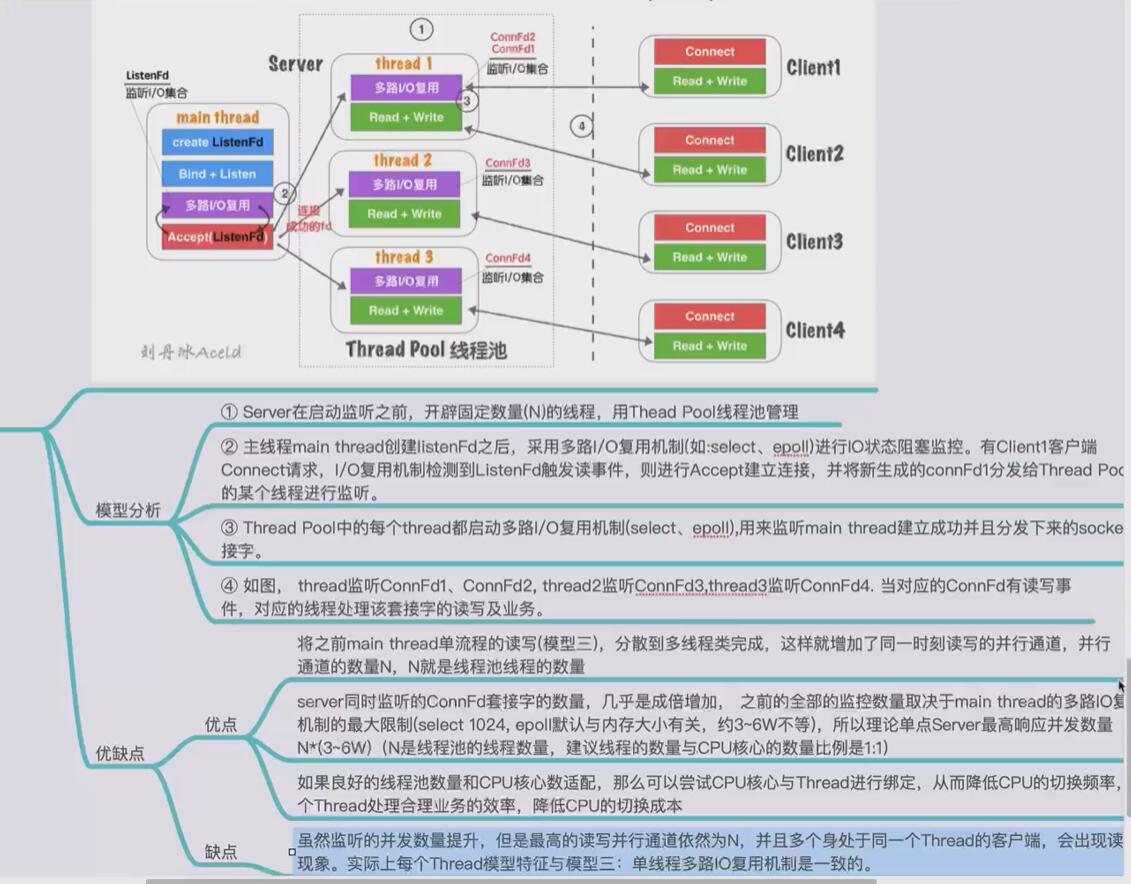 ①
ConnFd2
ConnFd1
监听I/O集合
Server
thread 1
多路I/O复用
③
Read + Write
Connect
Read + Write
Client1
ListenFd
监听I/O集合
main thread
create ListenFd
Bind + Listen
多路I/O复用
②
Accept(ListenFd)
连接
成功的fd
④
thread 2
多路I/O复用
Read + Write
ConnFd3
监听I/O集合
Connect
Read + Write
Client2
thread 3
多路I/O复用
Read + Write
ConnFd4
监听I/O集合
Connect
Read + Write
Client3
Connect
Read + Write
Client4
刘丹冰Aceld
Thread Pool 线程池
① Server在启动监听之前，开辟固定数量(N)的线程，用Thead Pool线程池管理
② 主线程main thread创建listenFd之后，采用多路I/O复用机制(如:select、epoll)进行IO状态阻塞监控。有Client1客户端
Connect请求，I/O复用机制检测到ListenFd触发读事件，则进行Accept建立连接，并将新生成的connFd1分发给Thread Poo
的某个线程进行监听。
模型分析
③ Thread Pool中的每个thread都启动多路I/O复用机制(select、epoll),用来监听main thread建立成功并且分发下来的socke
接字。
④ 如图， thread监听ConnFd1、ConnFd2, thread2监听ConnFd3,thread3监听ConnFd4. 当对应的ConnFd有读写事
件，对应的线程处理该套接字的读写及业务。
将之前main thread单流程的读写(模型三)，分散到多线程类完成，这样就增加了同一时刻读写的并行通道，并行
通道的数量N，N就是线程池线程的数量
优缺点
优点
server同时监听的ConnFd套接字的数量，几乎是成倍增加， 之前的全部的监控数量取决于main thread的多路IO复
机制的最大限制(select 1024, epoll默认与内存大小有关，约3~6W不等)，所以理论单点Server最高响应并发数量
N*(3~6W)（N是线程池的线程数量，建议线程的数量与CPU核心的数量比例是1:1)
如果良好的线程池数量和CPU核心数适配，那么可以尝试CPU核心与Thread进行绑定，从而降低CPU的切换频率，
个Thread处理合理业务的效率，降低CPU的切换成本
缺点
虽然监听的并发数量提升，但是最高的读写并行通道依然为N，并且多个身处于同一个Thread的客户端，会出现读
现象。实际上每个Thread模型特征与模型三：单线程多路IO复用机制是一致的。